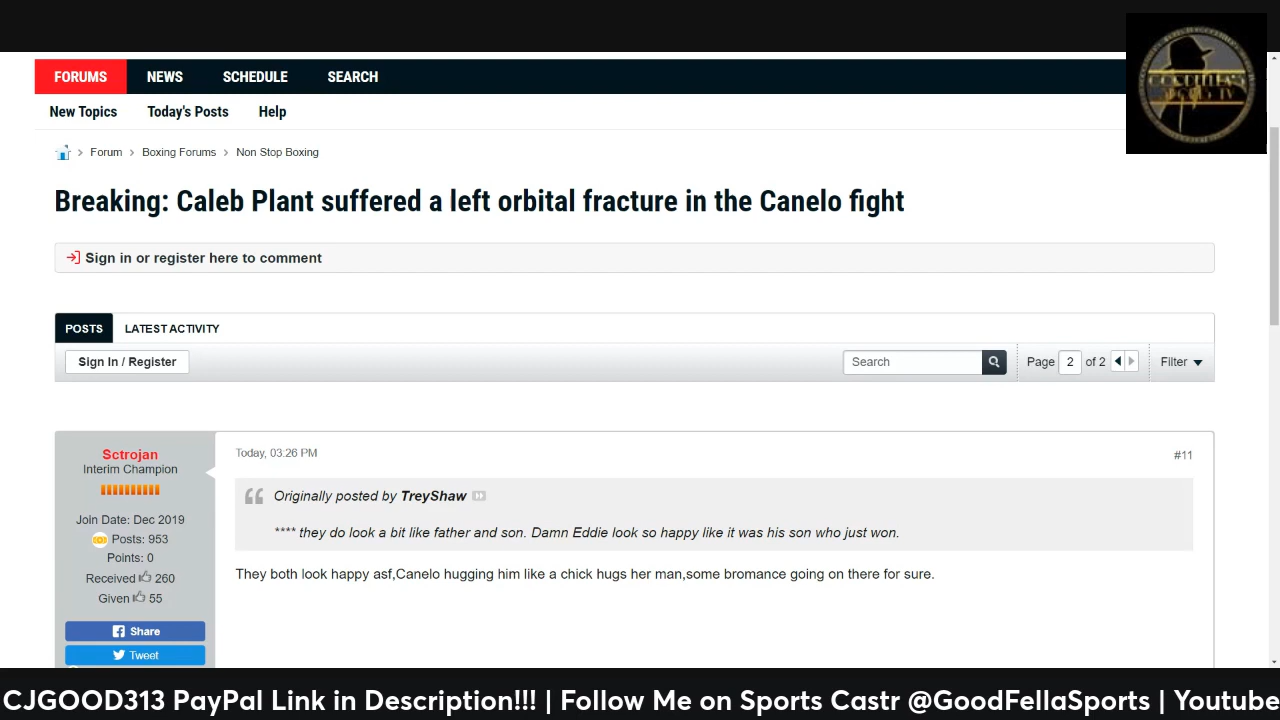 FORUMS NEWS SCHEDULE SEARCH
New Topics Today's Posts Help
Forum Boxing Forums Non Stop Boxing
Breaking: Caleb Plant suffered a left orbital fracture in the Canelo fight
Sign in or register here to comment
POSTS LATEST ACTIVITY
Sign In / Register Search Page 2 of 2 Filter
Sctrojan
Interim Champion
Join Date: Dec 2019
Posts: 953
Points: 0
Received 260
Given 55
Share
Tweet
Today, 03.26 PM
#11
Originally posted by TreyShaw
**** they do look a bit like father and son. Damn Eddie look so happy like it was his son who just won.
They both look happy asf,Canelo hugging him like a chick hugs her man,some bromance going on there for sure.
CJGOOD313 PayPal Link in Description!!! | Follow Me on Sports Castr @GoodFellaSports | Youtube